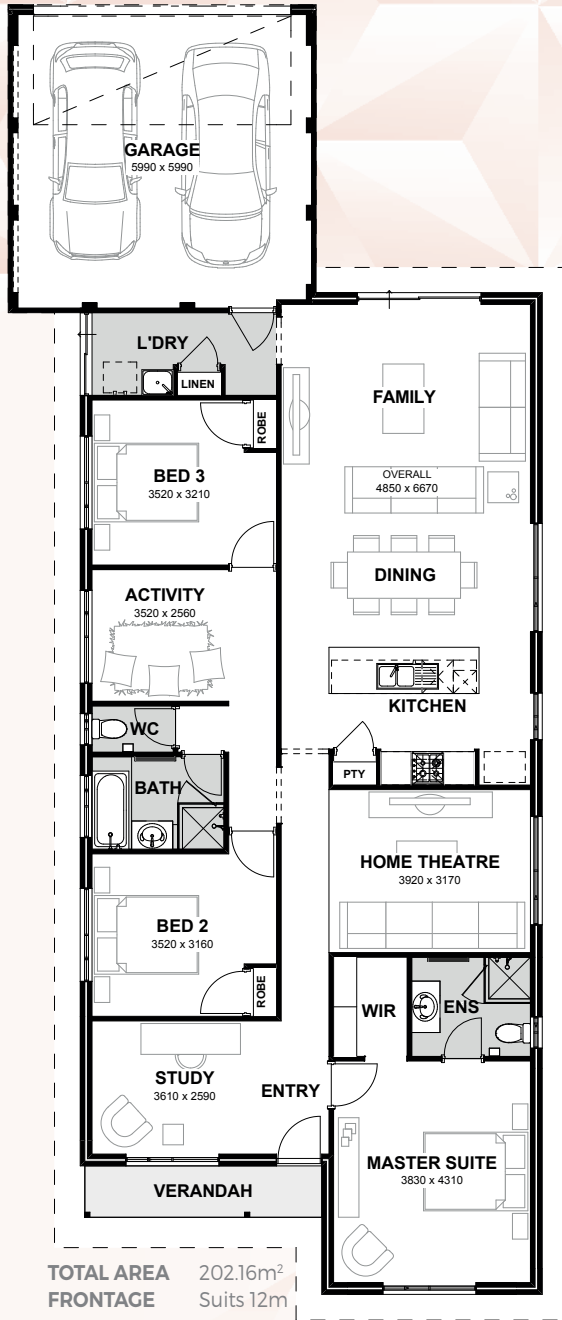 GARAGE
5990 x 5990
L'DRY
LINEN
ROBE
FAMILY
BED 3
3520 x 3210
OVERALL
4850 x 6670
DINING
ACTIVITY
3520 x 2560
KITCHEN
WC
PTY
BATH
HOME THEATRE
3920 x 3170
BED 2
3520 x 3160
ROBE
WIR
ENS
STUDY
3610 x 2590
ENTRY
MASTER SUITE
3830 x 4310
VERANDAH
TOTAL AREA 202.16m²
FRONTAGE Suits 12m